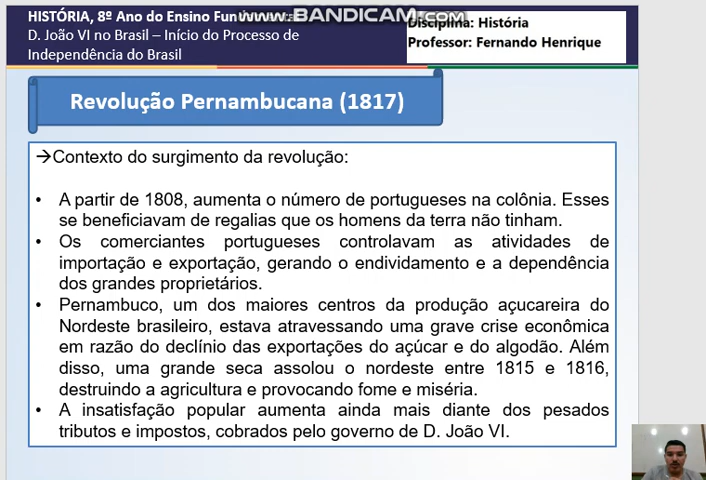 HISTÓRIA, 8º Ano do Ensino Fun
www.BANDICAM.com
Disciplina: História
D. João VI no Brasil – Início do Processo de
Professor: Fernando Henrique
Independência do Brasil
Revolução Pernambucana (1817)
→Contexto do surgimento da revolução:
• A partir de 1808, aumenta o número de portugueses na colônia. Esses
se beneficiavam de regalias que os homens da terra não tinham.
• Os comerciantes portugueses controlavam as atividades de
importação e exportação, gerando o endividamento e a dependência
dos grandes proprietários.
• Pernambuco, um dos maiores centros da produção açucareira do
Nordeste brasileiro, estava atravessando uma grave crise econômica
em razão do declínio das exportações do açúcar e do algodão. Além
disso, uma grande seca assolou o nordeste entre 1815 e 1816,
destruindo a agricultura e provocando fome e miséria.
• A insatisfação popular aumenta ainda mais diante dos pesados
tributos e impostos, cobrados pelo governo de D. João VI.